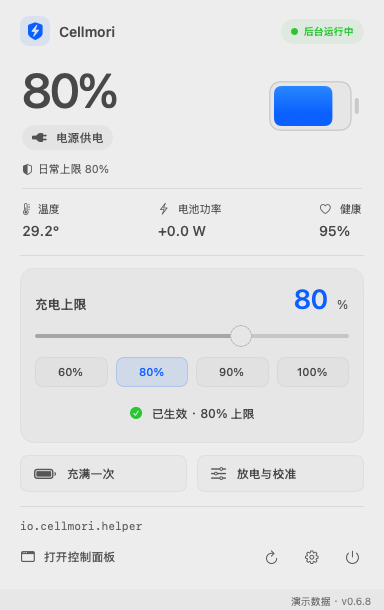 Cellmori
后台运行中
80%
电源供电
日常上限 80%
温度 电池功率 健康
29.2° +0.0 W 95%
充电上限 80 %
60% 80% 90% 100%
已生效 · 80% 上限
充满一次 放电与校准
io.cellmori.helper
打开控制面板
演示数据 · v0.6.8